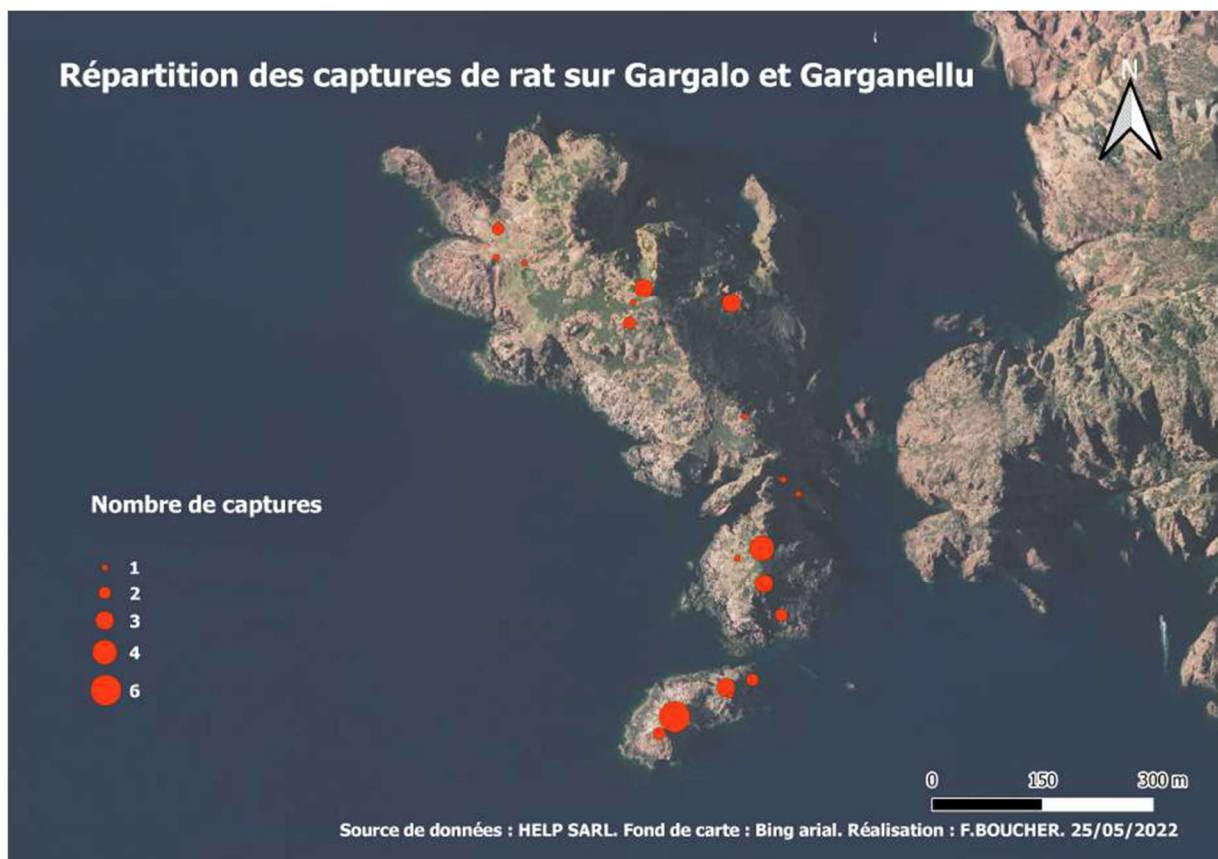 Répartition des captures de rat sur Gargalo et Garganellu
N
Nombre de captures
1
2
3
4
6
0 150 300 m
Source de données : HELP SARL. Fond de carte : Bing arial. Réalisation : F.BOUCHER. 25/05/2022